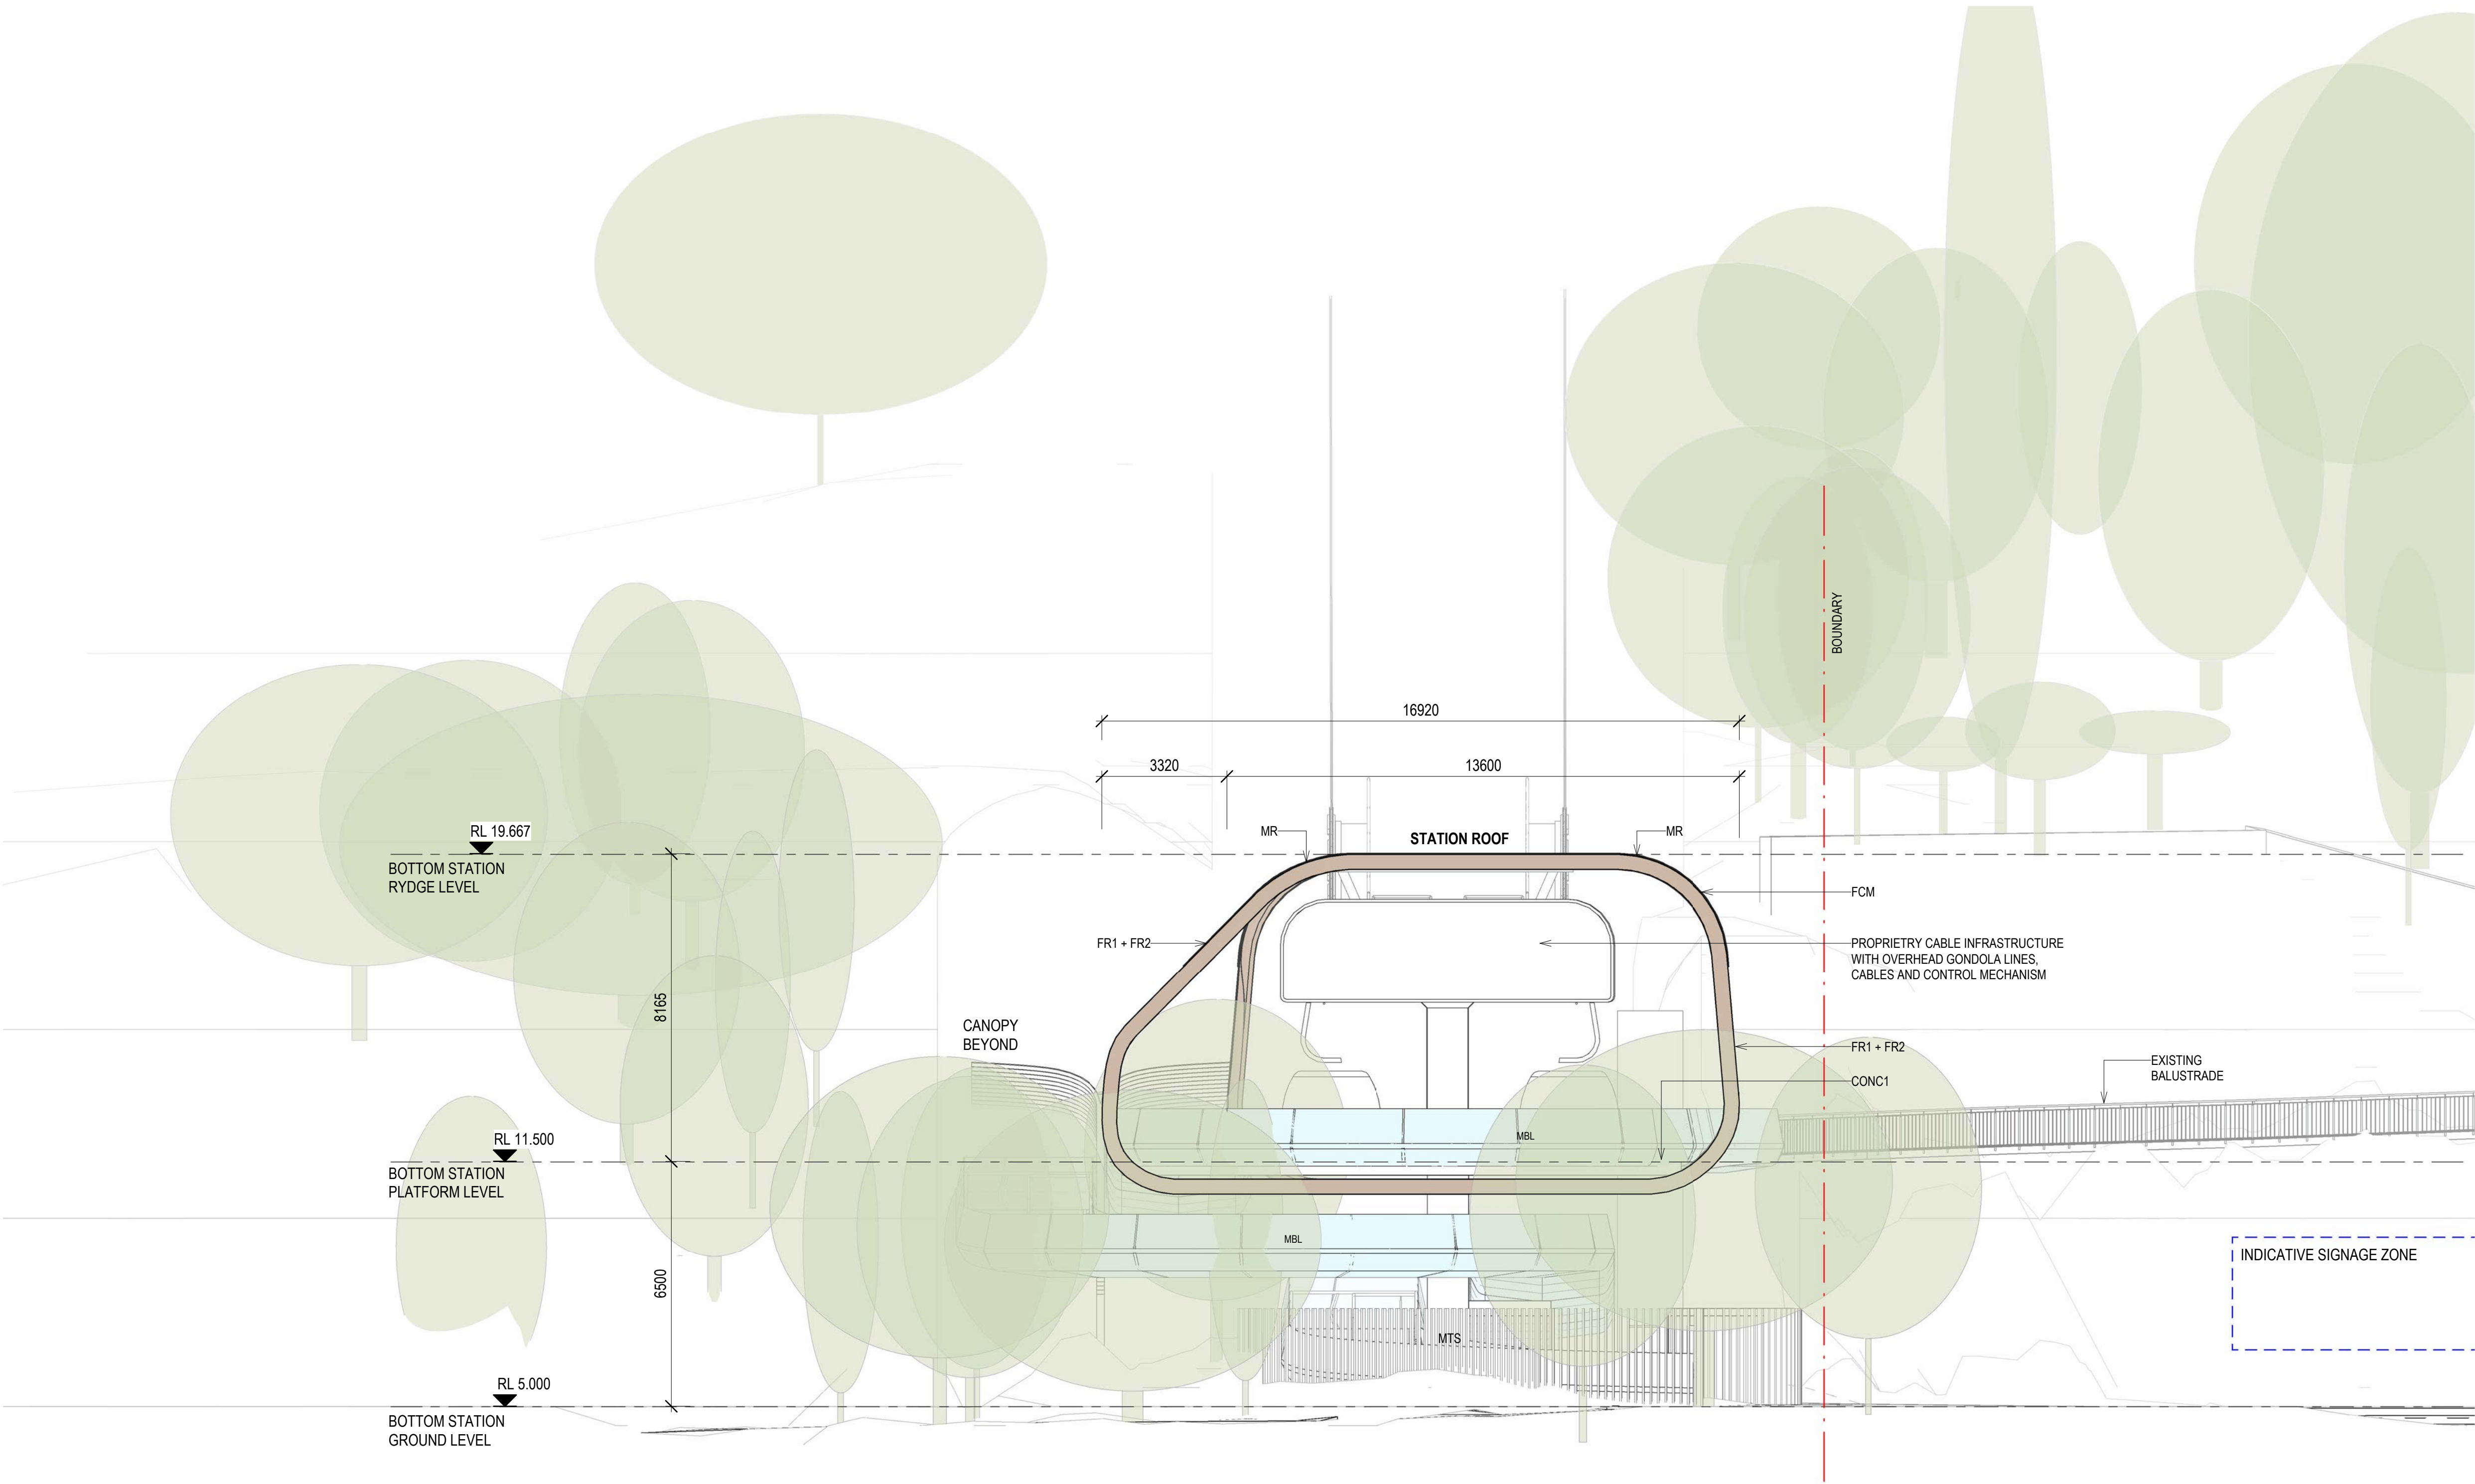 BOUNDARY
16920
3320
13600
RL 19.667
MR
STATION ROOF
MR
BOTTOM STATION
RYDGE LEVEL
FCM
FR1 + FR2
PROPRIETRY CABLE INFRASTRUCTURE
WITH OVERHEAD GONDOLA LINES,
CABLES AND CONTROL MECHANISM
8165
CANOPY
BEYOND
FR1 + FR2
EXISTING
BALUSTRADE
CONC1
RL 11.500
MBL
BOTTOM STATION
PLATFORM LEVEL
MBL
INDICATIVE SIGNAGE ZONE
6500
MTS
RL 5.000
BOTTOM STATION
GROUND LEVEL